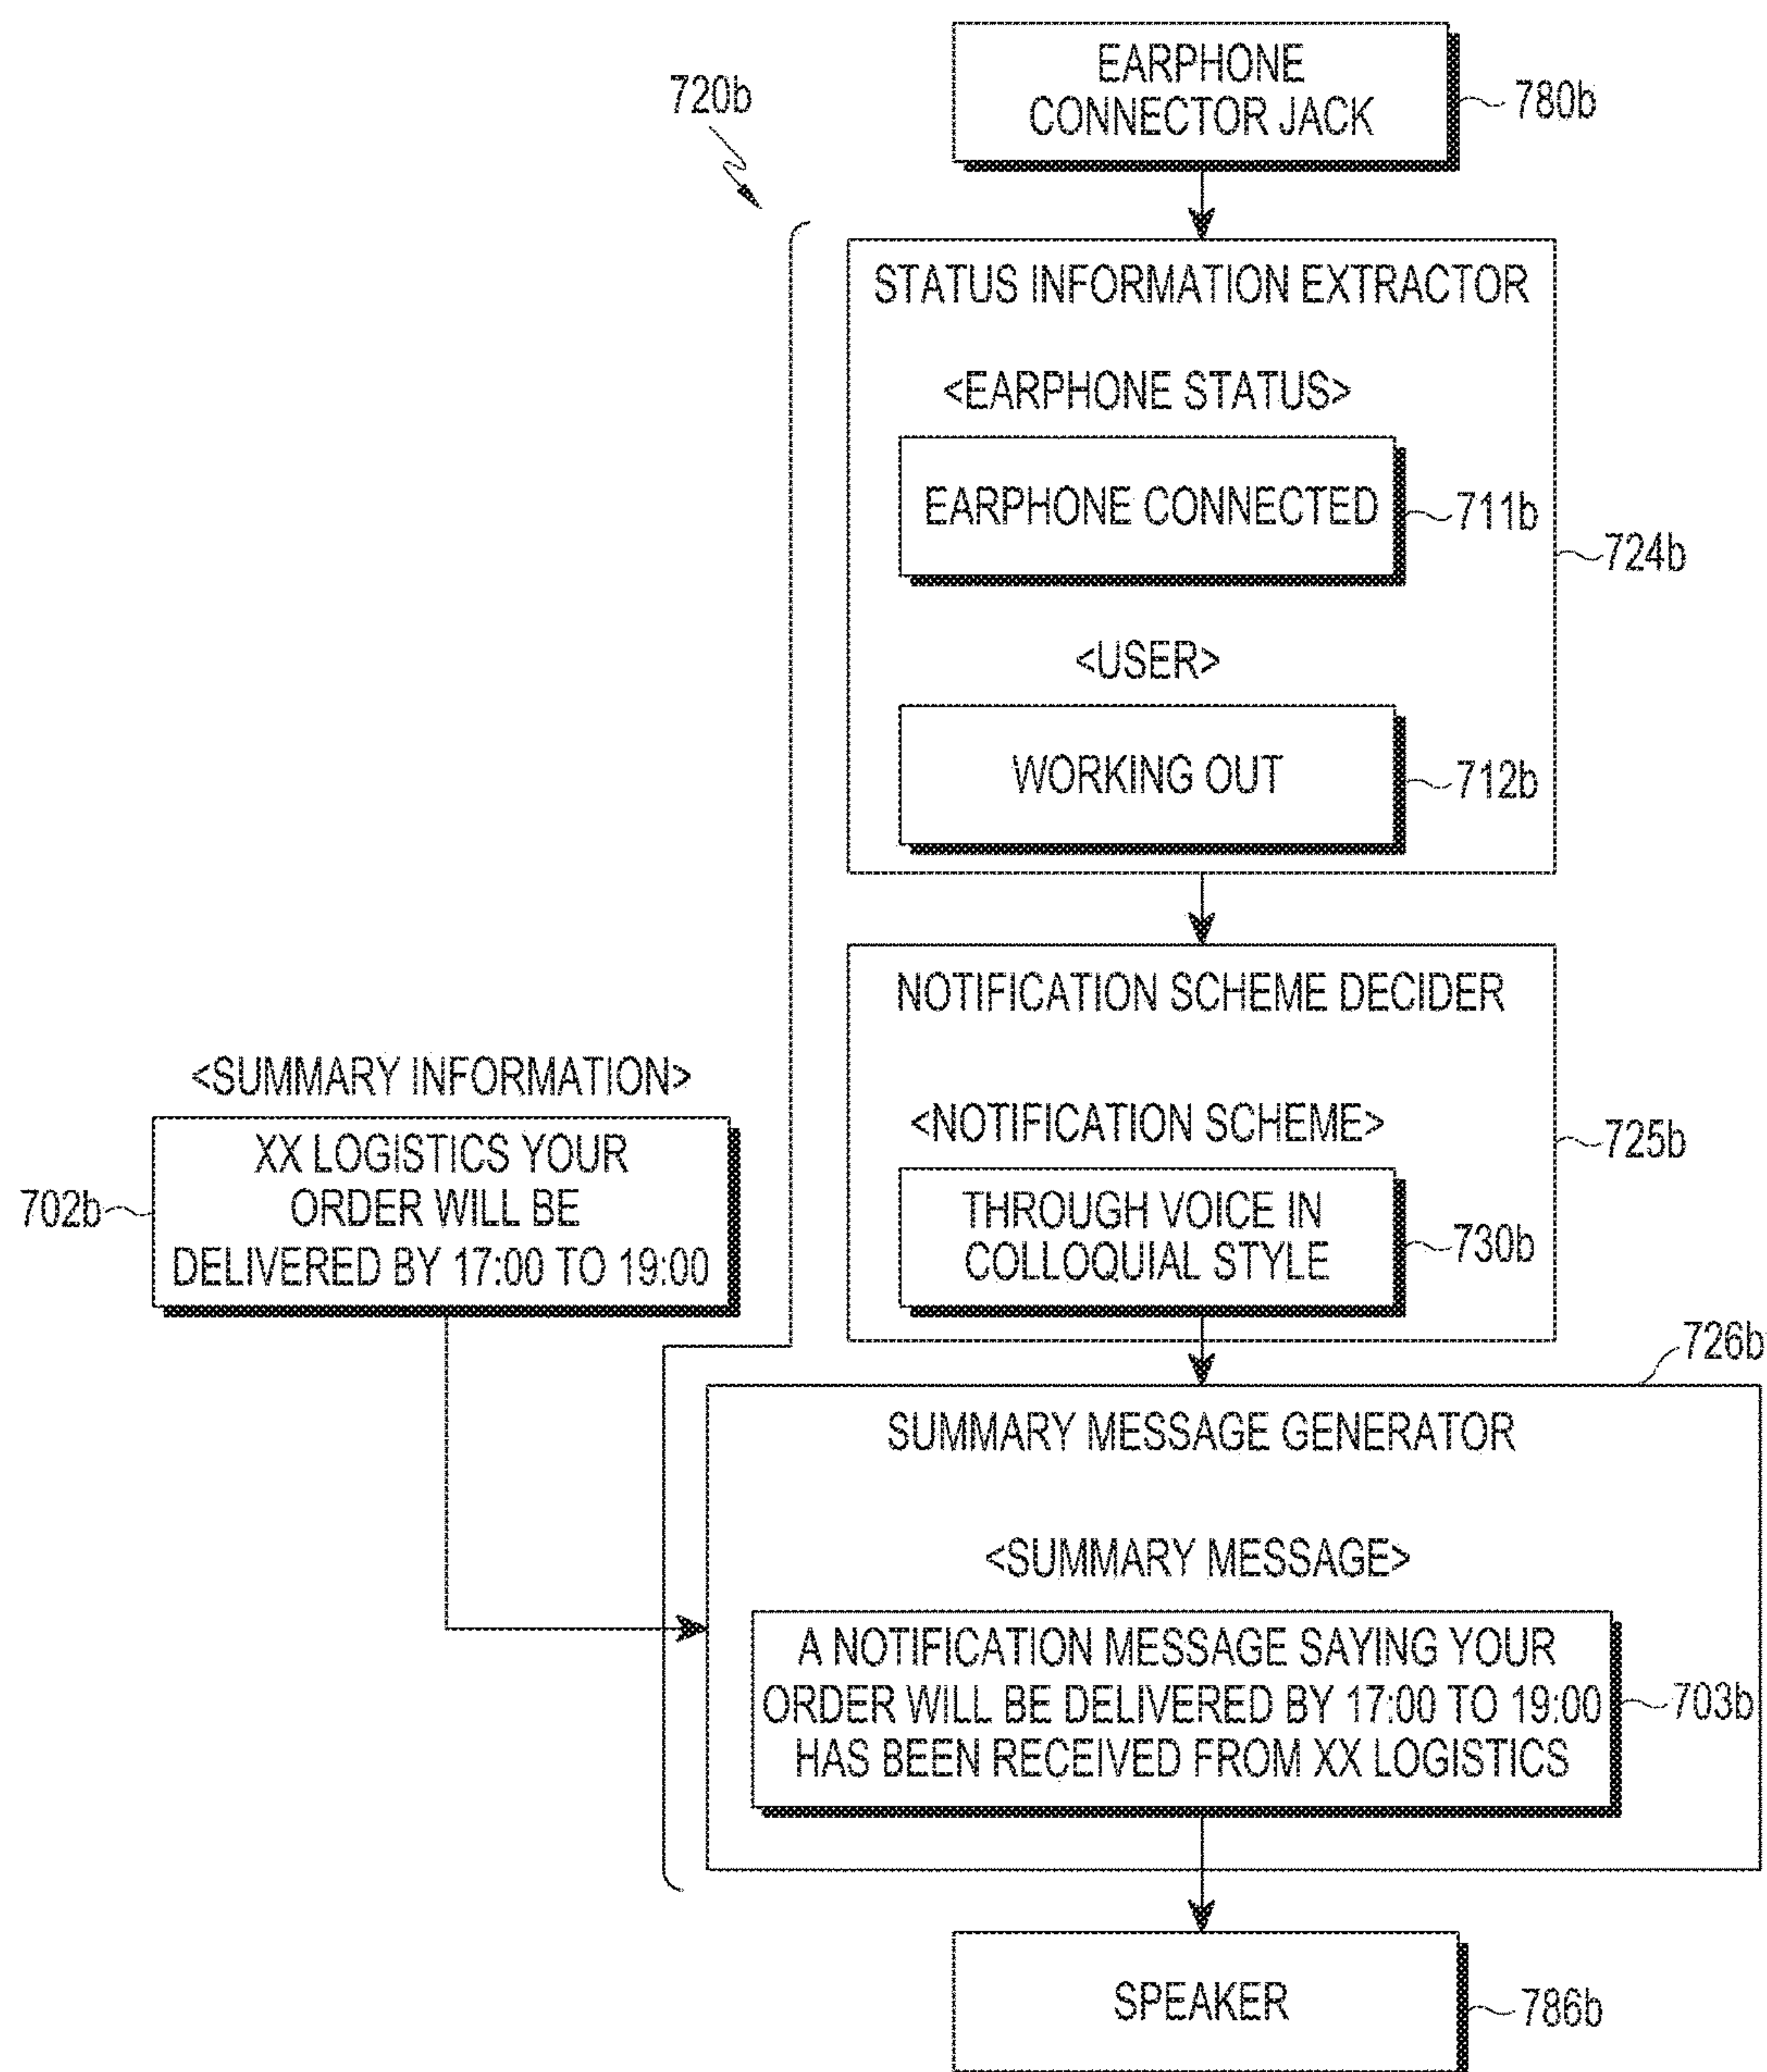 EARPHONE
CONNECTOR JACK
780b
720b
STATUS INFORMATION EXTRACTOR
<EARPHONE STATUS>
EARPHONE CONNECTED
711b
724b
<USER>
WORKING OUT
712b
NOTIFICATION SCHEME DECIDER
<NOTIFICATION SCHEME>
THROUGH VOICE IN
COLLOQUIAL STYLE
730b
725b
<SUMMARY INFORMATION>
XX LOGISTICS YOUR
ORDER WILL BE
DELIVERED BY 17:00 TO 19:00
702b
726b
SUMMARY MESSAGE GENERATOR
<SUMMARY MESSAGE>
A NOTIFICATION MESSAGE SAYING YOUR
ORDER WILL BE DELIVERED BY 17:00 TO 19:00
HAS BEEN RECEIVED FROM XX LOGISTICS
703b
SPEAKER
786b